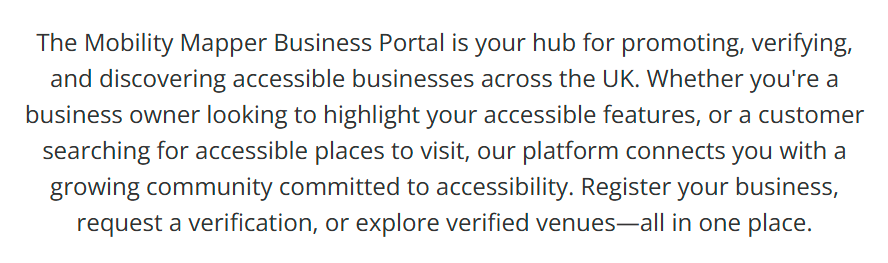 The Mobility Mapper Business Portal is your hub for promoting, verifying,
and discovering accessible businesses across the UK. Whether you're a
business owner looking to highlight your accessible features, or a customer
searching for accessible places to visit, our platform connects you with a
growing community committed to accessibility. Register your business,
request a verification, or explore verified venues—all in one place.